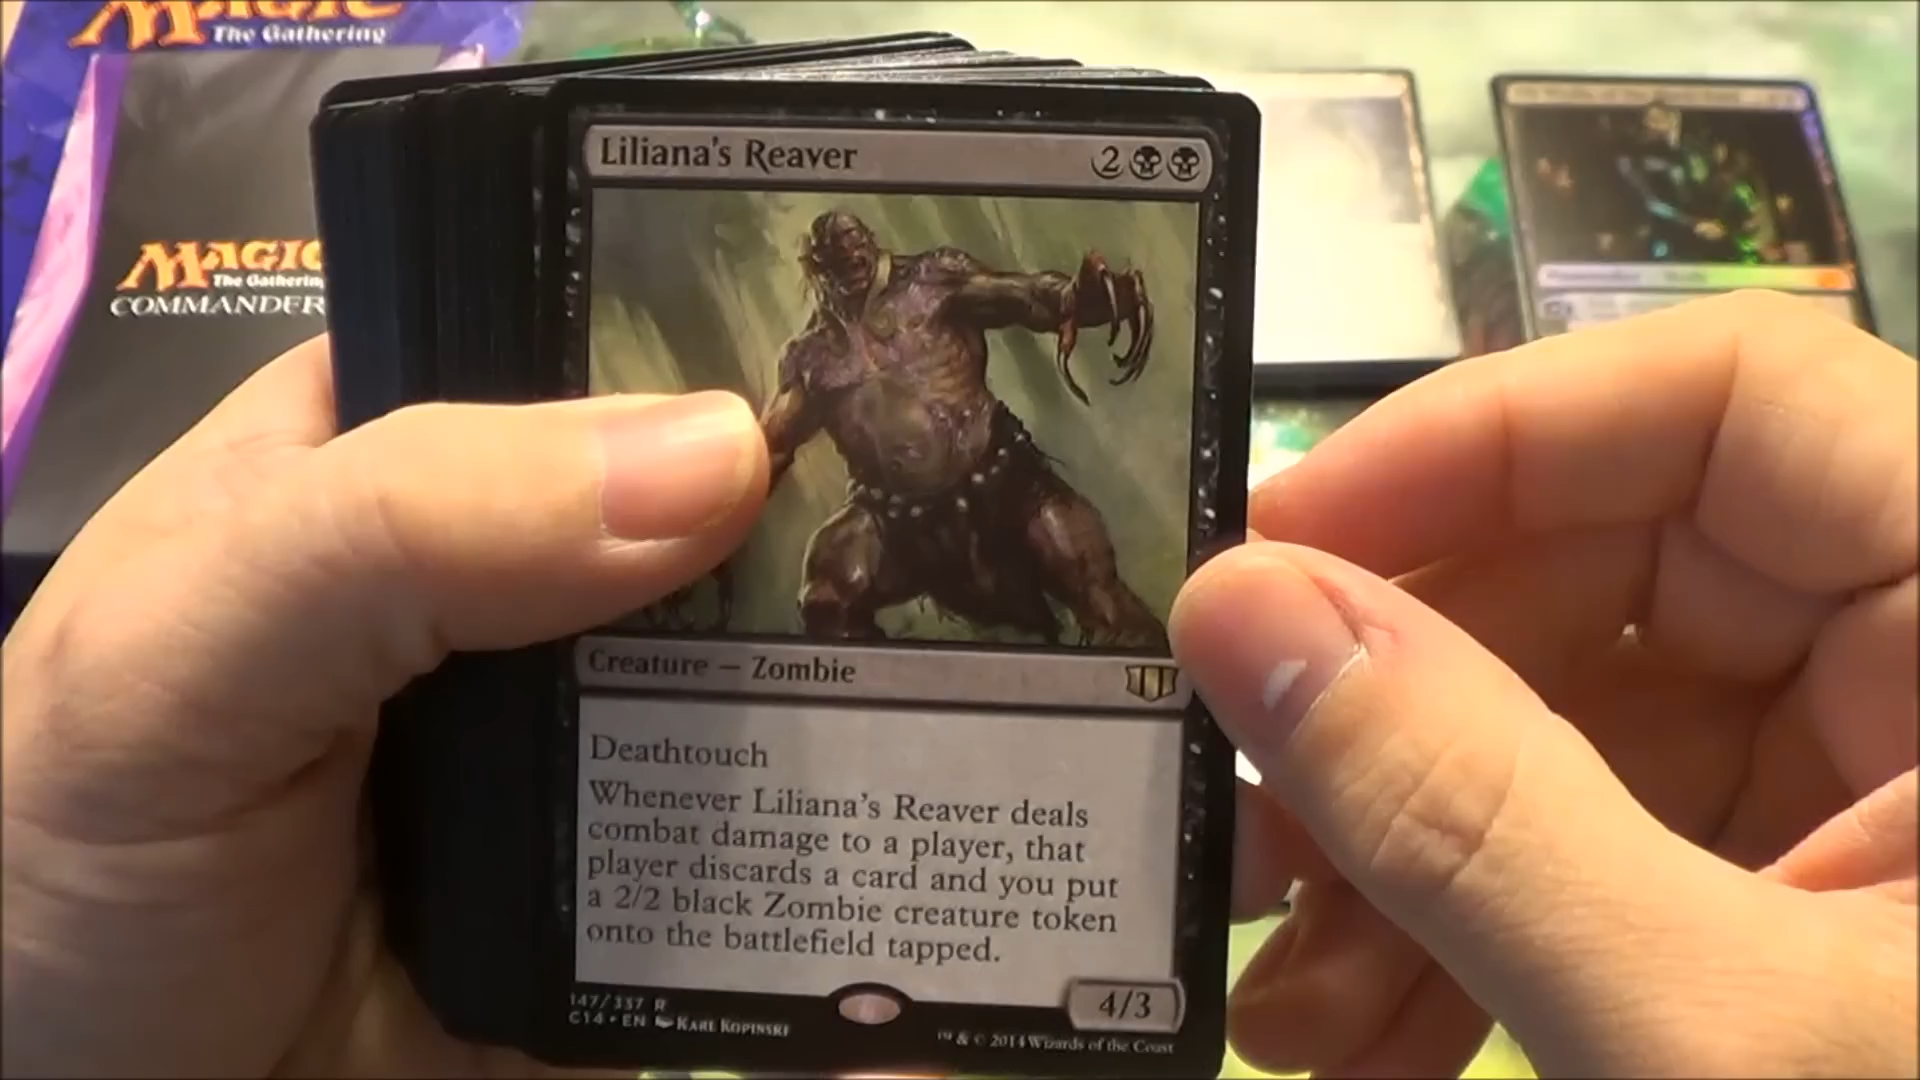 MAGIC
The Gathering
MAGIC
The Gathering
COMMANDER
Liliana's Reaver 2
Creature — Zombie
Deathtouch
Whenever Liliana's Reaver deals
combat damage to a player, that
player discards a card and you put
a 2/2 black Zombie creature token
onto the battlefield tapped.
4/3
147/337 R
C14 • EN Karl Kopinski
™ & © 2014 Wizards of the Coast